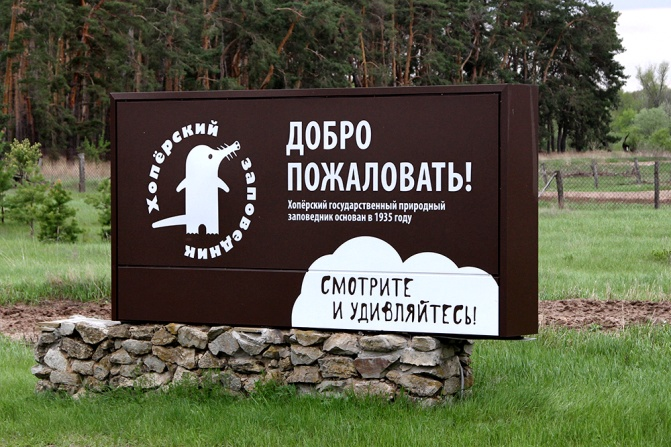 Хопёрский
заповедник
ДОБРО
ПОЖАЛОВАТЬ!
Хопёрский государственный природный
заповедник основан в 1935 году
СМОТРИТЕ
И УДИВЛЯЙТЕСЬ!